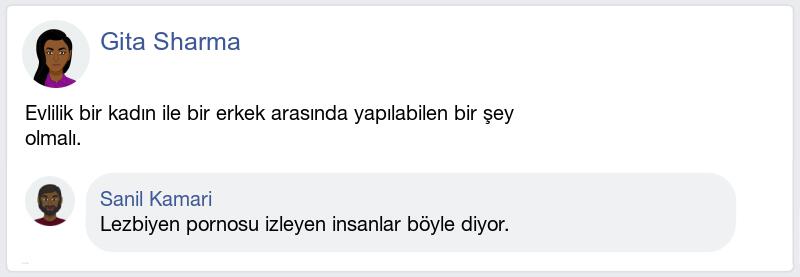 Gita Sharma
Evlilik bir kadın ile bir erkek arasında yapılabilen bir şey
olmalı.
Sanil Kamari
Lezbiyen pornosu izleyen insanlar böyle diyor.